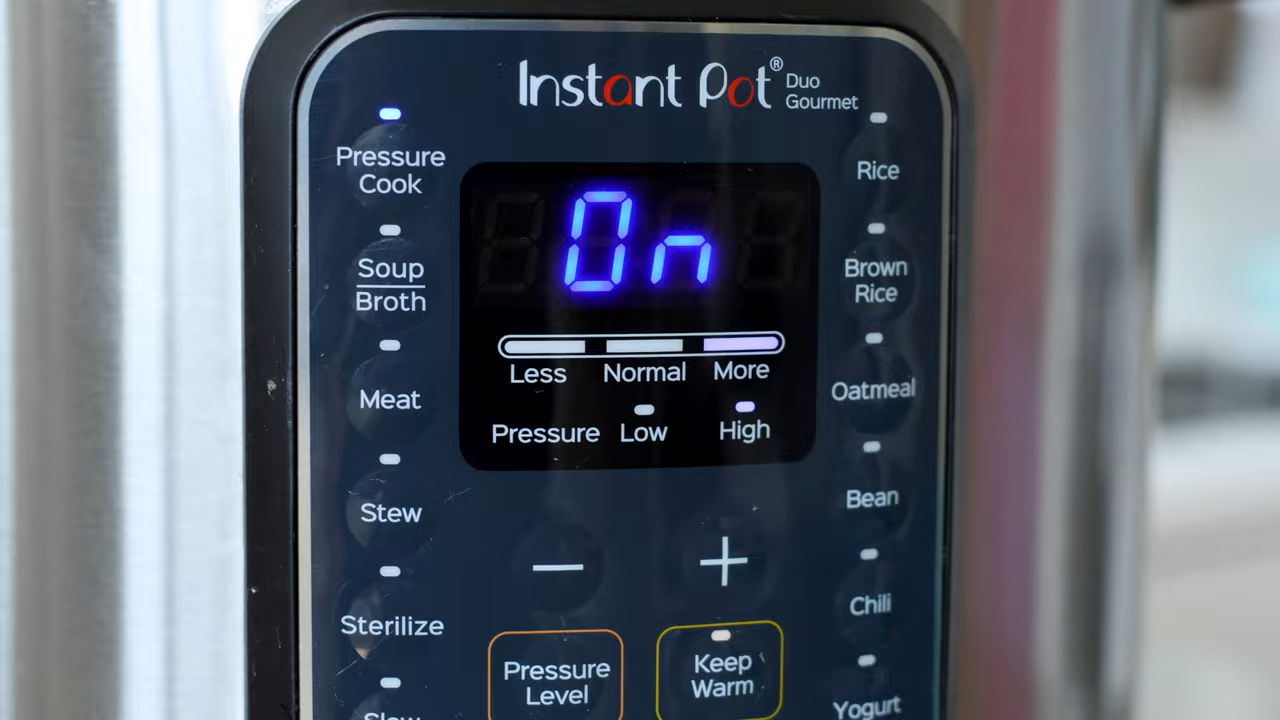 Instant Pot® Duo
Gourmet
Pressure
Cook
Soup
Broth
Meat
Stew
Sterilize
Slow
On
Less Normal More
Pressure Low High
− +
Pressure
Level
Keep
Warm
Rice
Brown
Rice
Oatmeal
Bean
Chili
Yogurt